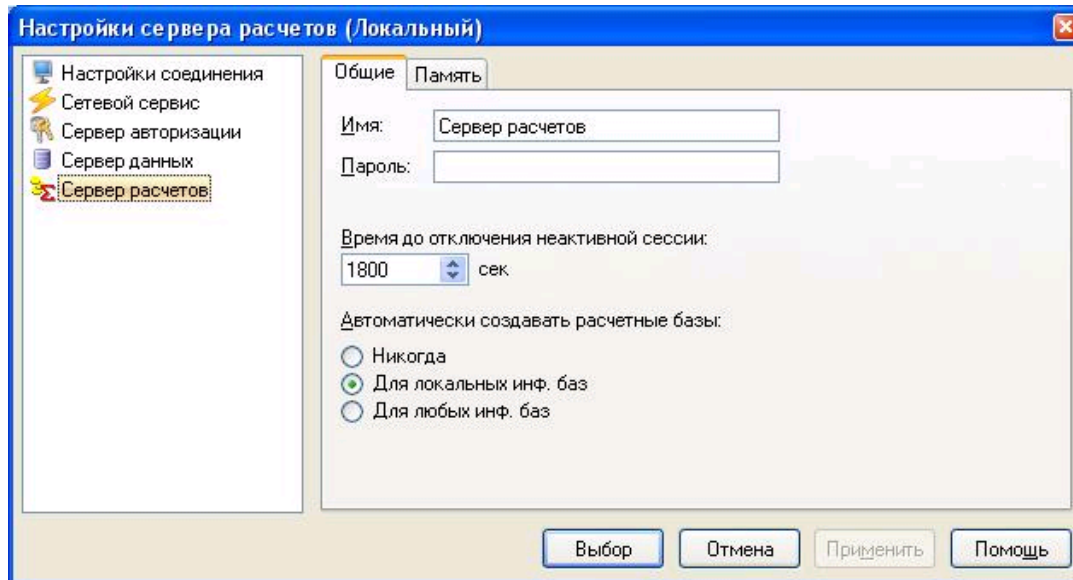 Настройки сервера расчетов (Локальный)
Настройки соединения
Сетевой сервис
Сервер авторизации
Сервер данных
Сервер расчетов
Общие
Память
Имя:
Сервер расчетов
Пароль:
Время до отключения неактивной сессии:
1800 сек
Автоматически создавать расчетные базы:
Никогда
Для локальных инф. баз
Для любых инф. баз
Выбор
Отмена
Применить
Помощь